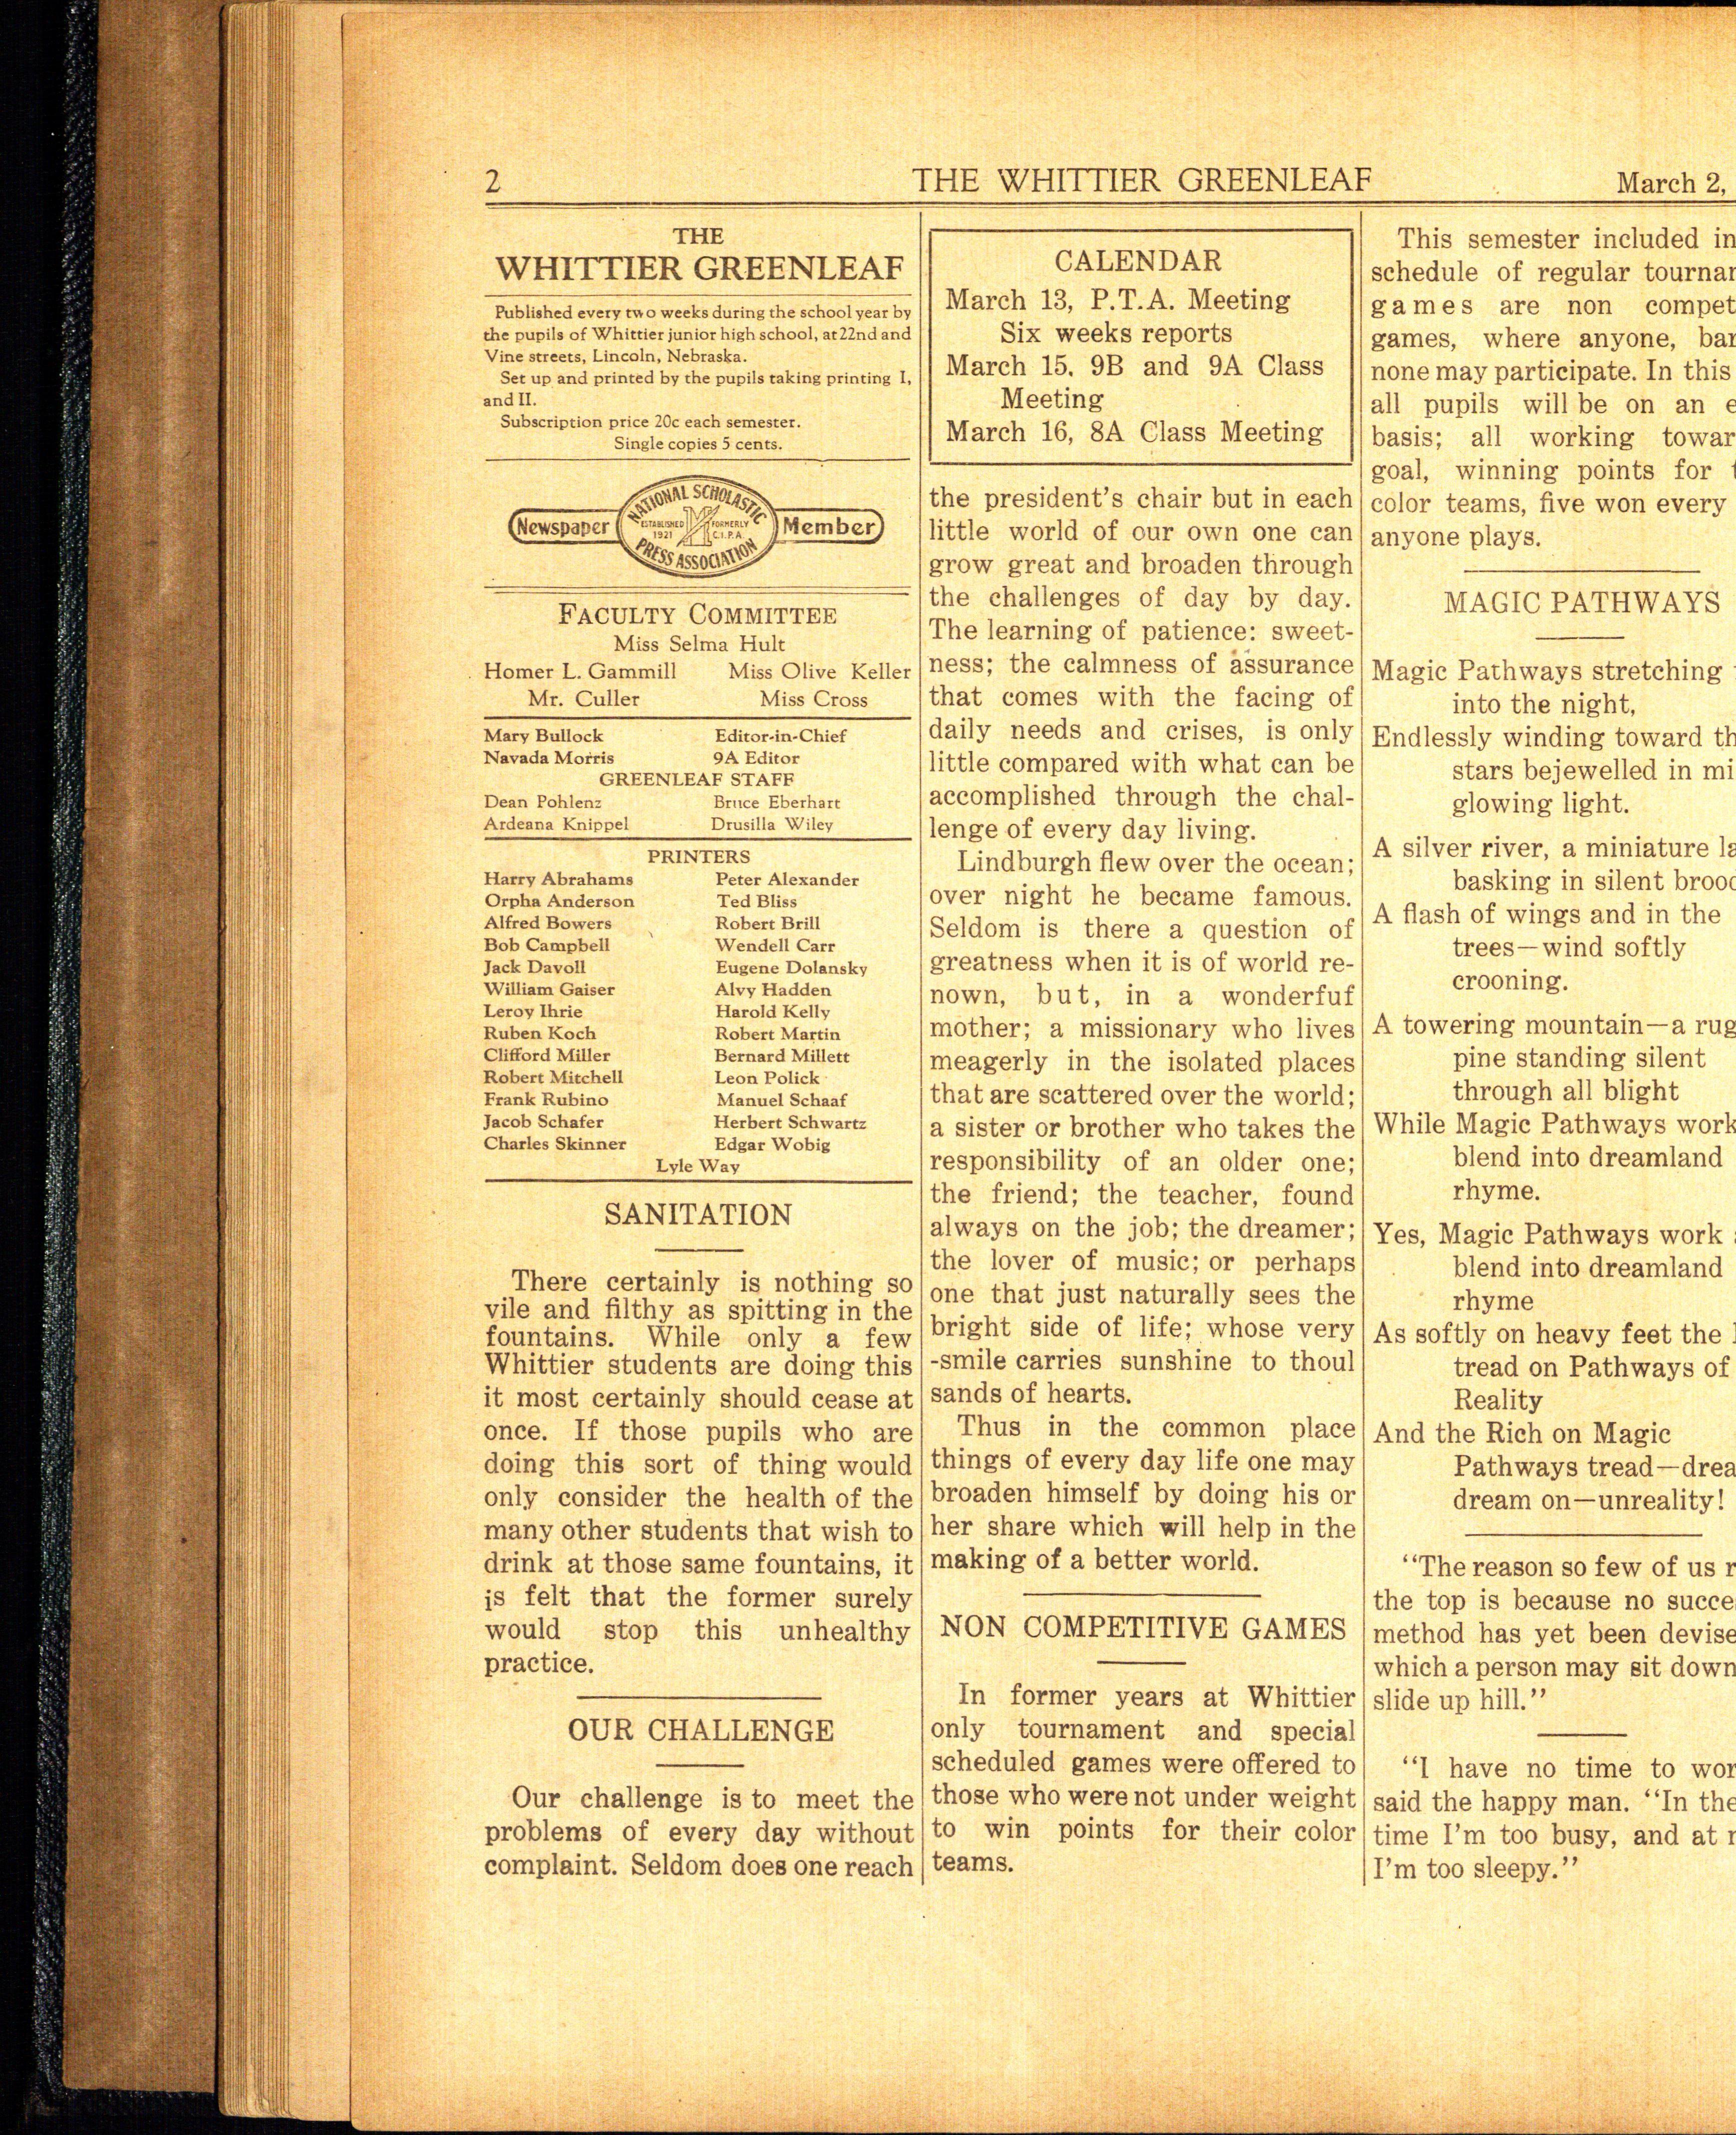 2
THE WHITTIER GREENLEAF
March 2,
THE
WHITTIER GREENLEAF
Published every two weeks during the school year by
the pupils of Whittier junior high school, at 22nd and
Vine streets, Lincoln, Nebraska.
Set up and printed by the pupils taking printing I,
and II.
Subscription price 20c each semester.
Single copies 5 cents.
Newspaper
NATIONAL SCHOLASTIC
ESTABLISHED 1921
FORMERLY C.I.P.A.
PRESS ASSOCIATION
Member
FACULTY COMMITTEE
Miss Selma Hult
Homer L. Gammill Miss Olive Keller
Mr. Culler Miss Cross
Mary Bullock Editor-in-Chief
Navada Morris 9A Editor
GREENLEAF STAFF
Dean Pohlenz Bruce Eberhart
Ardeana Knippel Drusilla Wiley
PRINTERS
Harry Abrahams Peter Alexander
Orpha Anderson Ted Bliss
Alfred Bowers Robert Brill
Bob Campbell Wendell Carr
Jack Davoll Eugene Dolansky
William Gaiser Alvy Hadden
Leroy Ihrie Harold Kelly
Ruben Koch Robert Martin
Clifford Miller Bernard Millett
Robert Mitchell Leon Polick
Frank Rubino Manuel Schaaf
Jacob Schafer Herbert Schwartz
Charles Skinner Edgar Wobig
Lyle Way
SANITATION
There certainly is nothing so
vile and filthy as spitting in the
fountains. While only a few
Whittier students are doing this
it most certainly should cease at
once. If those pupils who are
doing this sort of thing would
only consider the health of the
many other students that wish to
drink at those same fountains, it
is felt that the former surely
would stop this unhealthy
practice.
OUR CHALLENGE
Our challenge is to meet the
problems of every day without
complaint. Seldom does one reach
CALENDAR
March 13, P.T.A. Meeting
Six weeks reports
March 15, 9B and 9A Class
Meeting
March 16, 8A Class Meeting
the president's chair but in each
little world of our own one can
grow great and broaden through
the challenges of day by day.
The learning of patience: sweet-
ness; the calmness of assurance
that comes with the facing of
daily needs and crises, is only
little compared with what can be
accomplished through the chal-
lenge of every day living.
Lindburgh flew over the ocean;
over night he became famous.
Seldom is there a question of
greatness when it is of world re-
nown, but, in a wonderfuf
mother; a missionary who lives
meagerly in the isolated places
that are scattered over the world;
a sister or brother who takes the
responsibility of an older one;
the friend; the teacher, found
always on the job; the dreamer;
the lover of music; or perhaps
one that just naturally sees the
bright side of life; whose very
-smile carries sunshine to thoul
sands of hearts.
Thus in the common place
things of every day life one may
broaden himself by doing his or
her share which will help in the
making of a better world.
NON COMPETITIVE GAMES
In former years at Whittier
only tournament and special
scheduled games were offered to
those who were not under weight
to win points for their color
teams.
This semester included in
schedule of regular tournam
games are non compet
games, where anyone, bar
none may participate. In this
all pupils will be on an e
basis; all working towar
goal, winning points for t
color teams, five won every
anyone plays.
MAGIC PATHWAYS
Magic Pathways stretching
into the night,
Endlessly winding toward th
stars bejewelled in mi
glowing light.
A silver river, a miniature la
basking in silent brood
A flash of wings and in the
trees—wind softly
crooning.
A towering mountain—a rug
pine standing silent
through all blight
While Magic Pathways work
blend into dreamland
rhyme.
Yes, Magic Pathways work
blend into dreamland
rhyme
As softly on heavy feet the
tread on Pathways of
Reality
And the Rich on Magic
Pathways tread—drea
dream on—unreality!
"The reason so few of us r
the top is because no succe
method has yet been devise
which a person may sit down
slide up hill."
"I have no time to wor
said the happy man. "In the
time I'm too busy, and at n
I'm too sleepy."